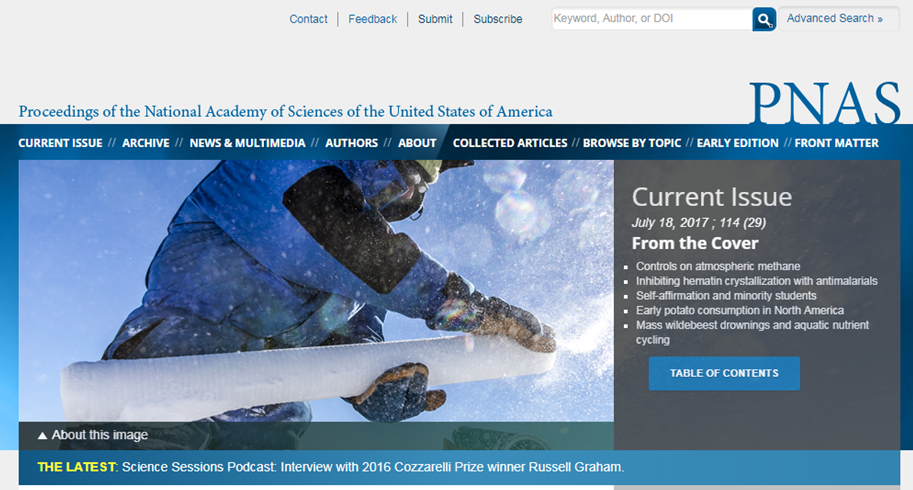 Contact | Feedback | Submit | Subscribe
Keyword, Author, or DOI
Advanced Search »
Proceedings of the National Academy of Sciences of the United States of America
PNAS
CURRENT ISSUE // ARCHIVE // NEWS & MULTIMEDIA // AUTHORS // ABOUT COLLECTED ARTICLES // BROWSE BY TOPIC // EARLY EDITION // FRONT MATTER
Current Issue
July 18, 2017 ; 114 (29)
From the Cover
Controls on atmospheric methane
Inhibiting hematin crystallization with antimalarials
Self-affirmation and minority students
Early potato consumption in North America
Mass wildebeest drownings and aquatic nutrient
cycling
TABLE OF CONTENTS
About this image
THE LATEST: Science Sessions Podcast: Interview with 2016 Cozzarelli Prize winner Russell Graham.